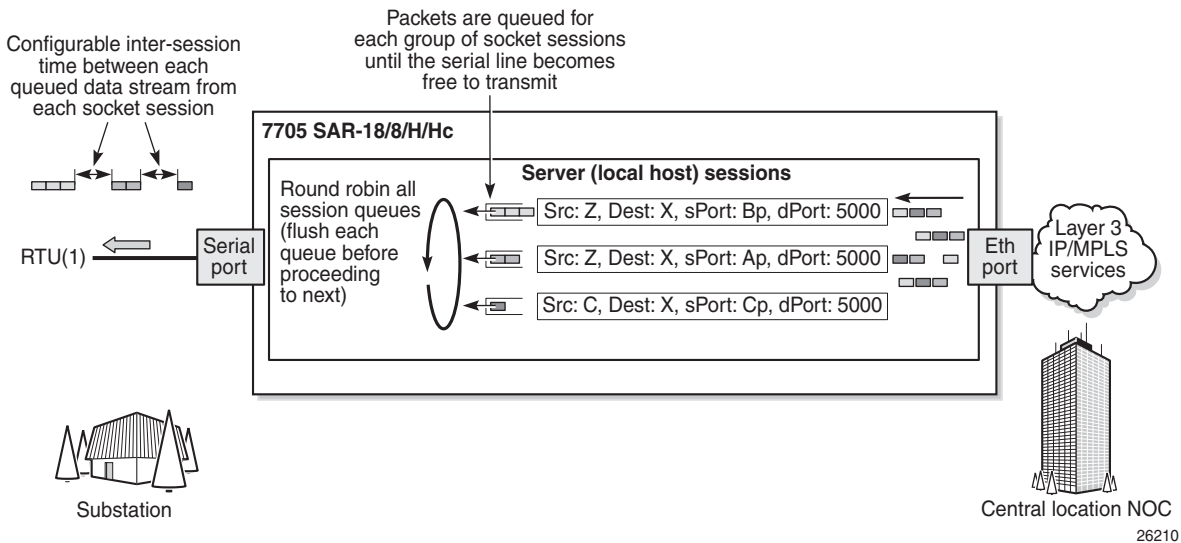 Packets are queued for
each group of socket sessions
until the serial line becomes
free to transmit
Configurable inter-session
time between each
queued data stream from
each socket session
7705 SAR-18/8/H/Hc
Server (local host) sessions
Round robin all
session queues
(flush each
queue before
proceeding
to next)
Src: Z, Dest: X, sPort: Bp, dPort: 5000
Src: Z, Dest: X, sPort: Ap, dPort: 5000
Src: C, Dest: X, sPort: Cp, dPort: 5000
RTU(1)
Serial
port
Eth
port
Layer 3
IP/MPLS
services
Substation
Central location NOC
26210